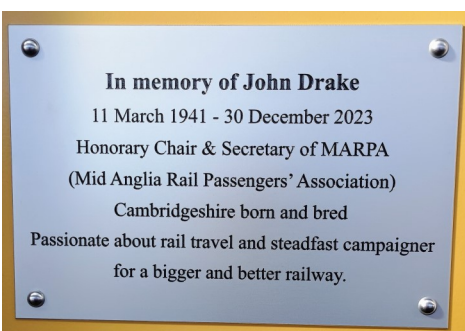 In memory of John Drake
11 March 1941 - 30 December 2023
Honorary Chair & Secretary of MARPA
(Mid Anglia Rail Passengers' Association)
Cambridgeshire born and bred
Passionate about rail travel and steadfast campaigner
for a bigger and better railway.